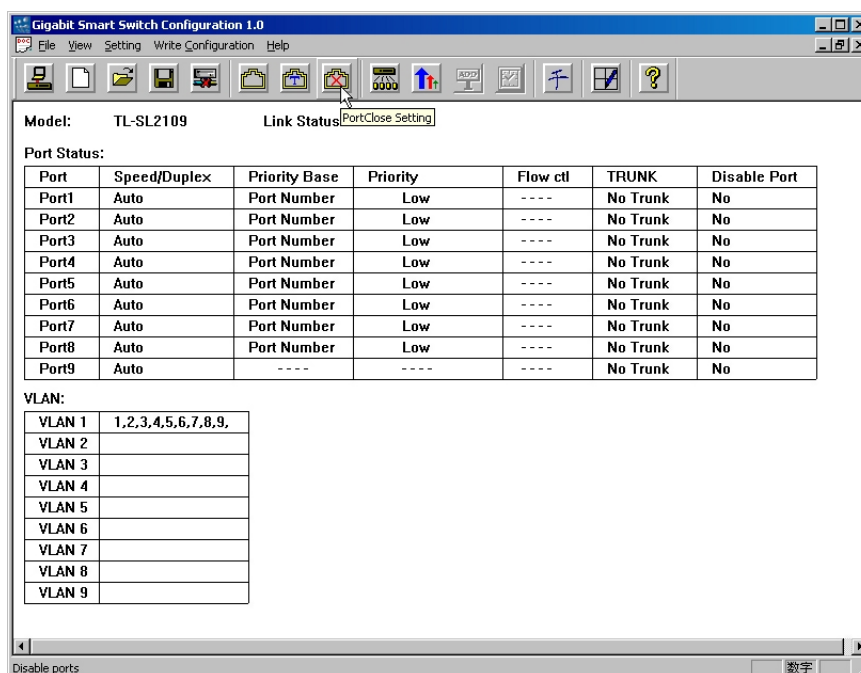 Gigabit Smart Switch Configuration 1.0
File View Setting Write Configuration Help
T ADD 千 ?
Model: TL-SL2109 Link Status
PortClose Setting
Port Status:
Port Speed/Duplex Priority Base Priority Flow ctl TRUNK Disable Port
Port1 Auto Port Number Low ---- No Trunk No
Port2 Auto Port Number Low ---- No Trunk No
Port3 Auto Port Number Low ---- No Trunk No
Port4 Auto Port Number Low ---- No Trunk No
Port5 Auto Port Number Low ---- No Trunk No
Port6 Auto Port Number Low ---- No Trunk No
Port7 Auto Port Number Low ---- No Trunk No
Port8 Auto Port Number Low ---- No Trunk No
Port9 Auto ---- ---- ---- No Trunk No
VLAN:
VLAN 1 1,2,3,4,5,6,7,8,9,
VLAN 2
VLAN 3
VLAN 4
VLAN 5
VLAN 6
VLAN 7
VLAN 8
VLAN 9
Disable ports 数字